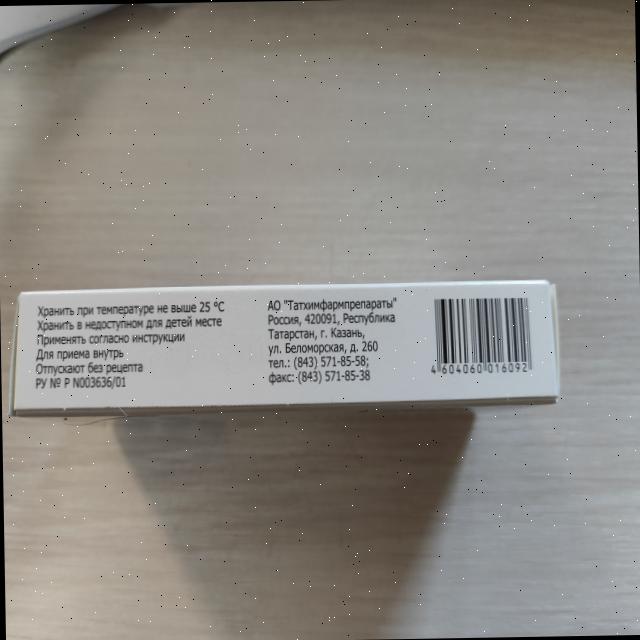 Хранить при температуре не выше 25 °C
Хранить в недоступном для детей месте
Применять согласно инструкции
Для приема внутрь
Отпускают без рецепта
РУ № Р N003636/01
АО "Татхимфармпрепараты"
Россия, 420091, Республика
Татарстан, г. Казань,
ул. Беломорская, д. 260
тел.: (843) 571-85-58;
факс: (843) 571-85-38
4 604060 016092